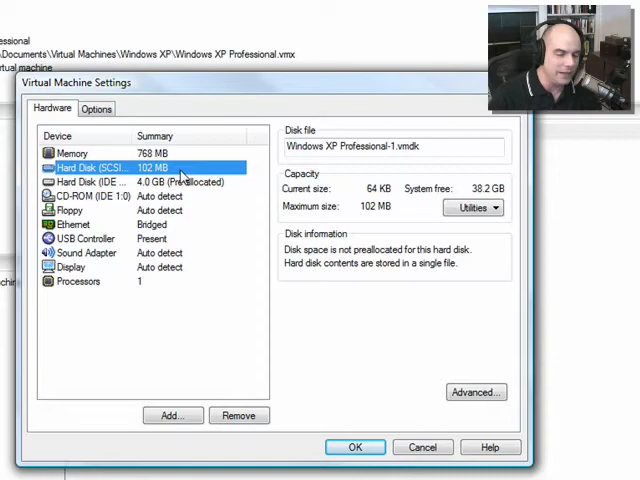 essional
\Documents\Virtual Machines\Windows XP\Windows XP Professional.vmx
rtual machine
Virtual Machine Settings
Hardware
Options
Device Summary
Memory 768 MB
Hard Disk (SCSI... 102 MB
Hard Disk (IDE ... 4.0 GB (Preallocated)
CD-ROM (IDE 1:0) Auto detect
Floppy Auto detect
Ethernet Bridged
USB Controller Present
Sound Adapter Auto detect
Display Auto detect
Processors 1
Add...
Remove
Disk file
Windows XP Professional-1.vmdk
Capacity
Current size: 64 KB System free: 38.2 GB
Maximum size: 102 MB
Utilities
Disk information
Disk space is not preallocated for this hard disk.
Hard disk contents are stored in a single file.
Advanced...
OK
Cancel
Help